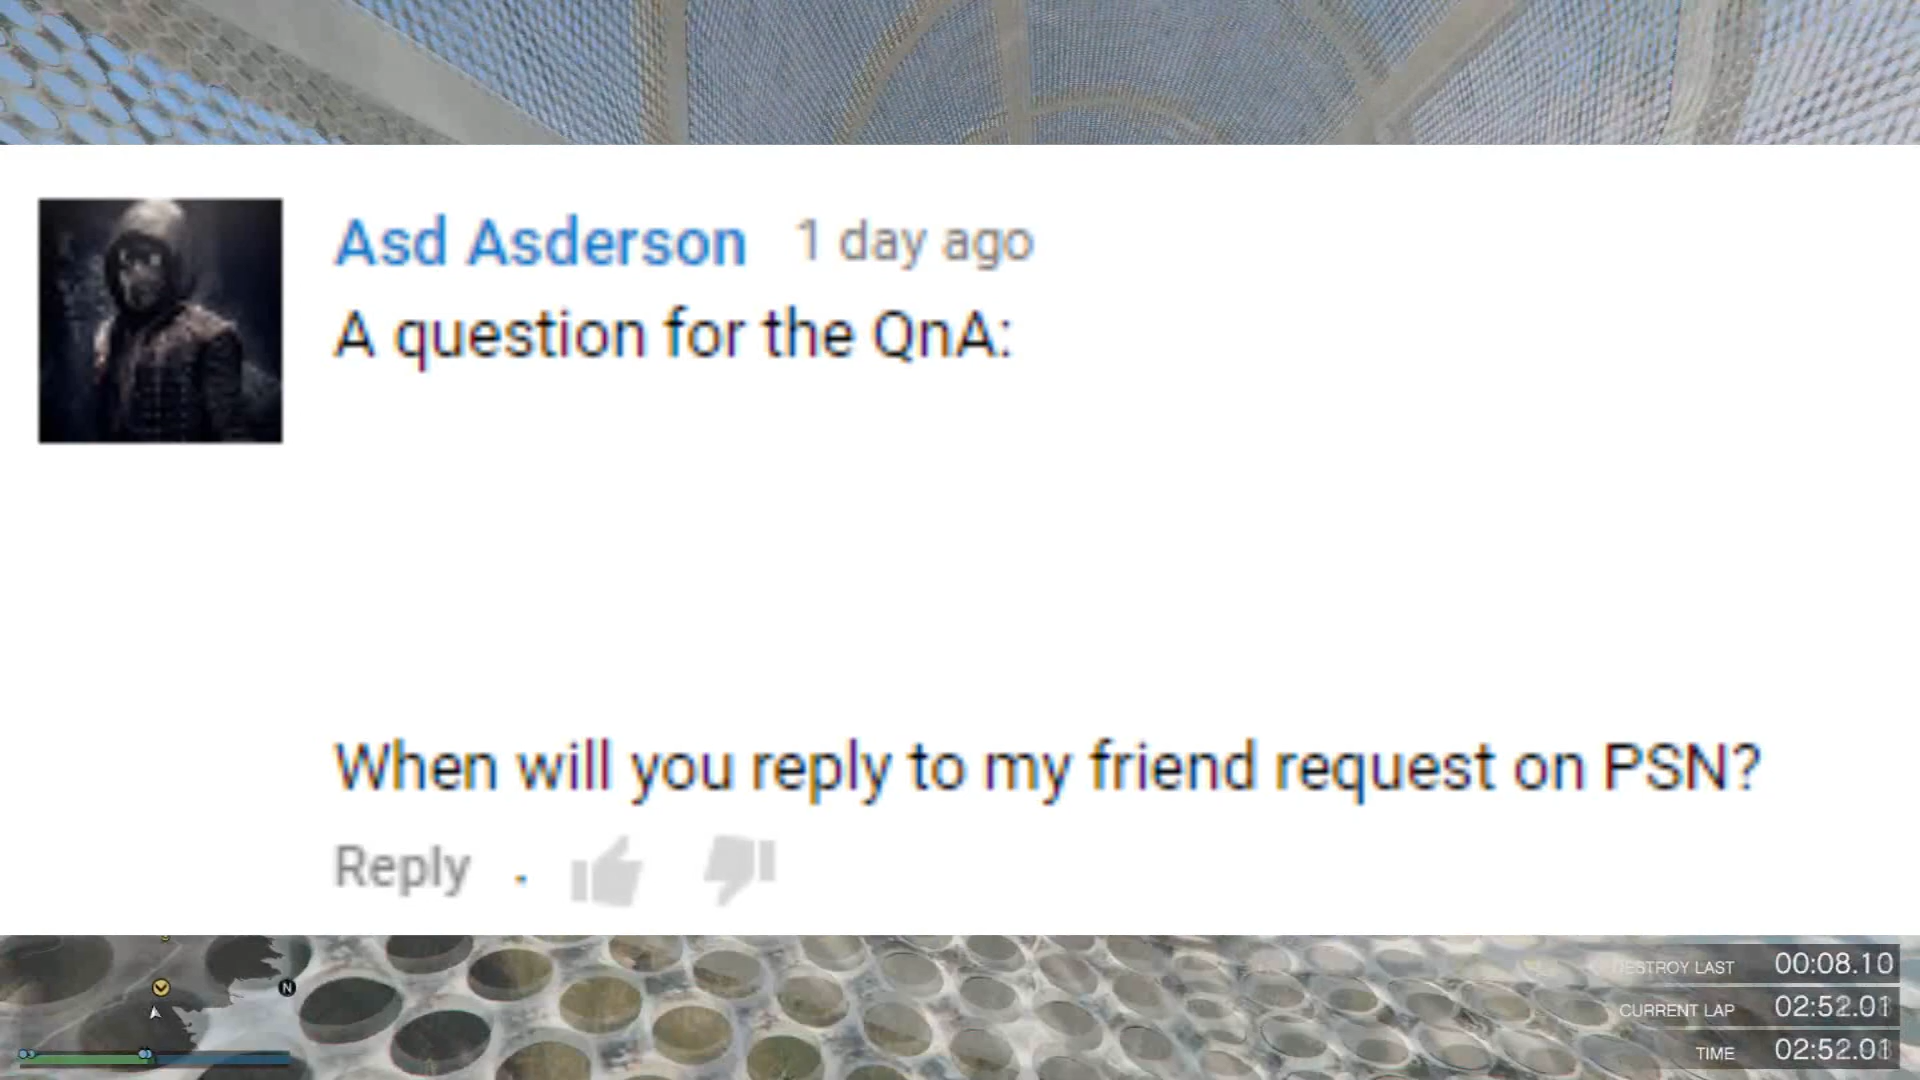 Asd Asderson 1 day ago
A question for the QnA:
When will you reply to my friend request on PSN?
Reply
N
DESTROY LAST 00:08.10
CURRENT LAP 02:52.01
TIME 02:52.01